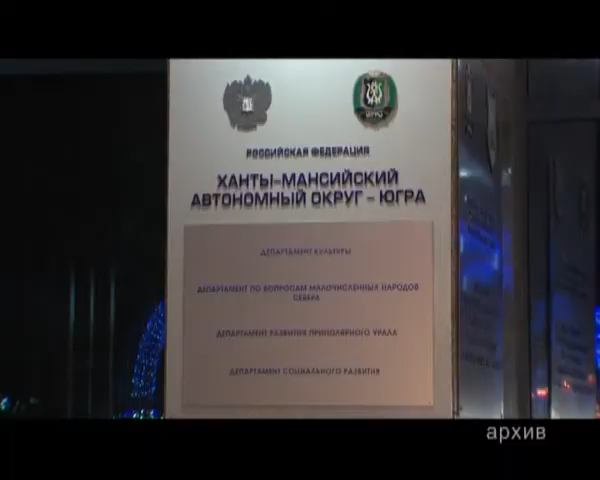 РОССИЙСКАЯ ФЕДЕРАЦИЯ
ХАНТЫ-МАНСИЙСКИЙ
АВТОНОМНЫЙ ОКРУГ - ЮГРА
ДЕПАРТАМЕНТ КУЛЬТУРЫ
ДЕПАРТАМЕНТ ПО ВОПРОСАМ МАЛОЧИСЛЕННЫХ НАРОДОВ
СЕВЕРА
ДЕПАРТАМЕНТ РАЗВИТИЯ ПРИПОЛЯРНОГО УРАЛА
ДЕПАРТАМЕНТ СОЦИАЛЬНОГО РАЗВИТИЯ
архив